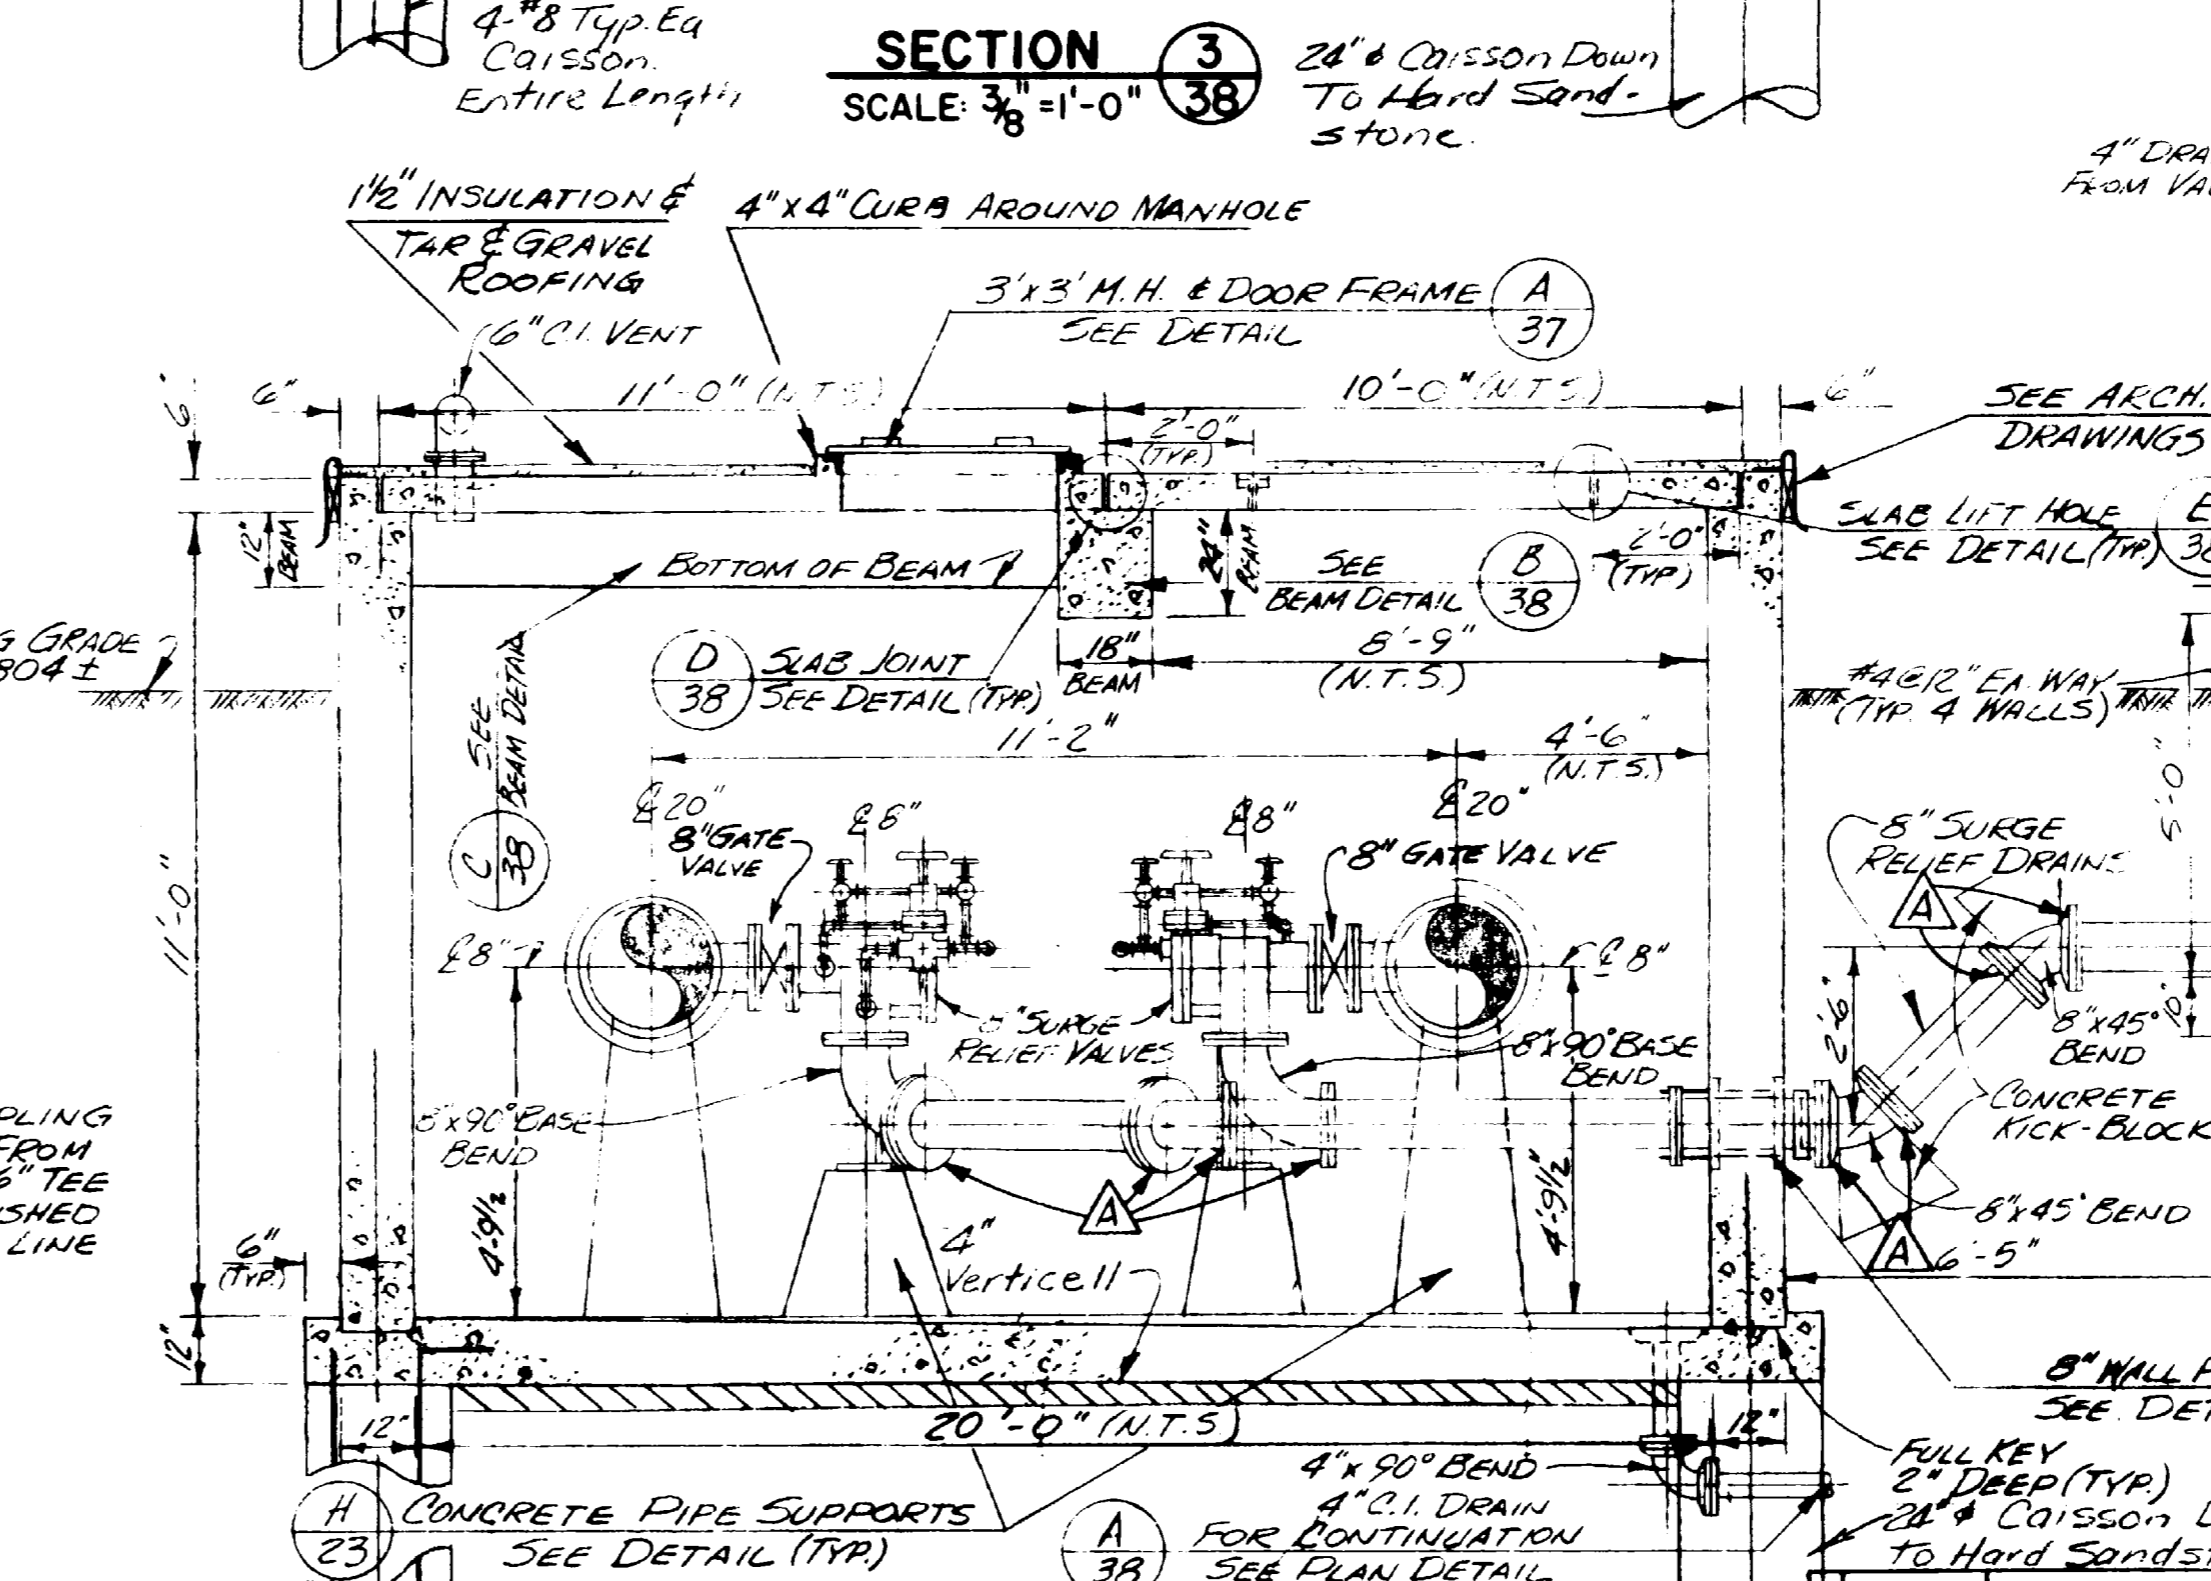 4-#8 Typ. Ea
Caisson.
Entire Length
SECTION 3
38
SCALE: 3/8" = 1'-0"
24"ϕ Caisson Down
To Hard Sand-
stone.
4" DRA
FROM VA
1½" INSULATION &
TAR & GRAVEL
ROOFING
4" x 4" CURB AROUND MANHOLE
3' x 3' M.H. & DOOR FRAME
SEE DETAIL
A
37
6" C.I. VENT
6"
6"
11'-0" (N.T.S.)
10'-0" (N.T.S.)
6"
2'-0"
(TYP.)
SEE ARCH.
DRAWINGS
12"
BEAM
BOTTOM OF BEAM
24"
BEAM
SEE
BEAM DETAIL
B
38
2'-0"
(TYP.)
SLAB LIFT HOLE
SEE DETAIL (TYP.)
E
38
G GRADE
804 ±
SEE
BEAM DETAIL
C
38
D
38
SLAB JOINT
SEE DETAIL (TYP.)
18"
BEAM
8'-9"
(N.T.S.)
#4@12" EA. WAY
(TYP. 4 WALLS)
11'-2"
4'-6"
(N.T.S.)
℄ 20"
8" GATE
VALVE
℄ 8"
℄ 8"
8" GATE VALVE
℄ 20"
8" SURGE
RELIEF DRAINS
A
5'-0"
11'-0"
℄ 8"
℄ 8"
8" SURGE
RELIEF VALVES
2'-6"
8"x45°
BEND
10"
8"x90° BASE
BEND
8"x90° BASE
BEND
CONCRETE
KICK-BLOCK
PLING
FROM
6" TEE
SHED
LINE
4'-9½"
A
4'-9½"
8"x45° BEND
A
6'-5"
6"
(TYP.)
4"
Verticell
12"
8" WALL P
SEE DET
12"
20'-0" (N.T.S.)
12"
FULL KEY
2" DEEP (TYP.)
24"ϕ Caisson D
To Hard Sandst
4" x 90° BEND
4" C.I. DRAIN
FOR CONTINUATION
SEE PLAN DETAIL
A
38
H
23
CONCRETE PIPE SUPPORTS
SEE DETAIL (TYP.)